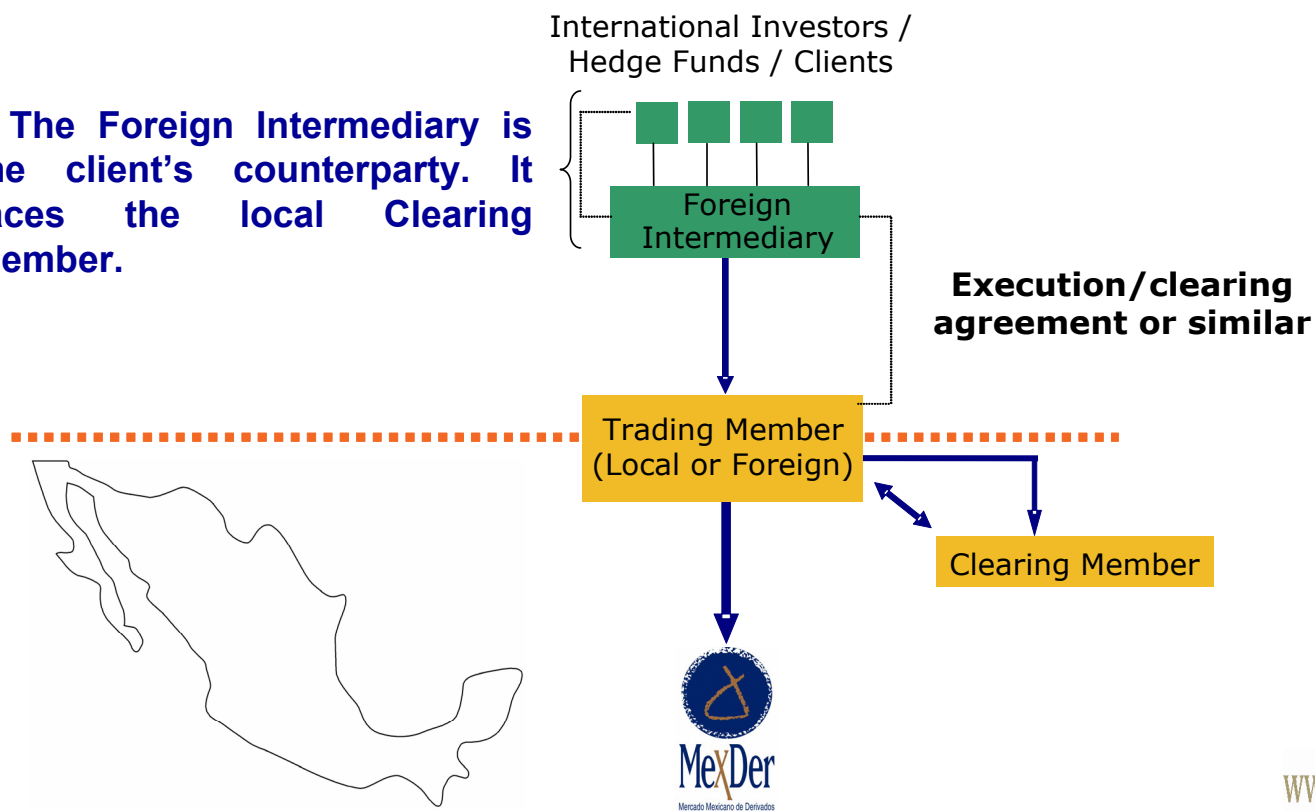 International Investors /
Hedge Funds / Clients
The Foreign Intermediary is
client's counterparty. It
the local Clearing
Foreign
Intermediary
Execution/clearing
agreement or similar
Trading Member
(Local or Foreign)
Clearing Member
MexDer
Mercado Mexicano de Derivados